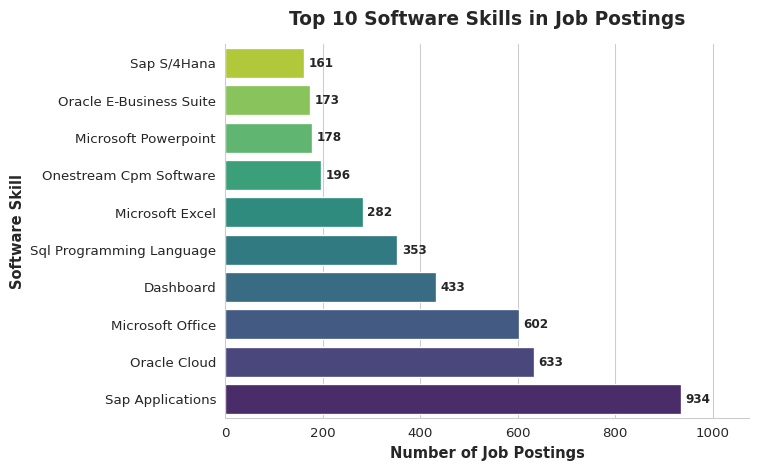 Top 10 Software Skills in Job Postings
Software Skill
Sap S/4Hana 161
Oracle E-Business Suite 173
Microsoft Powerpoint 178
Onestream Cpm Software 196
Microsoft Excel 282
Sql Programming Language 353
Dashboard 433
Microsoft Office 602
Oracle Cloud 633
Sap Applications 934
0 200 400 600 800 1000
Number of Job Postings